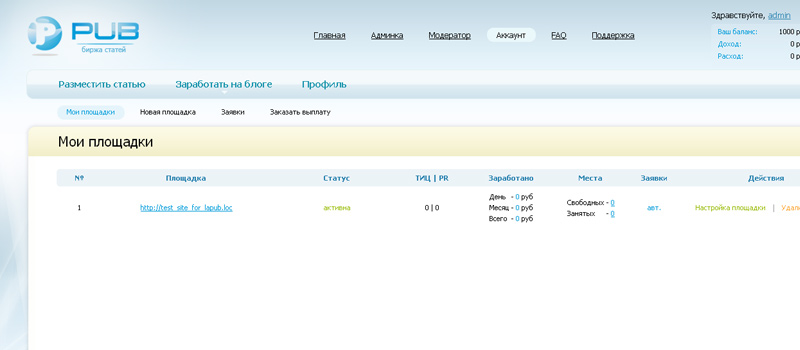 PUB
биржа статей
Главная Админка Модератор Аккаунт FAQ Поддержка
Здравствуйте, admin
Ваш баланс: 1000 р
Доход: 0 р
Расход: 0 р
Разместить статью Заработать на блоге Профиль
Мои площадки Новая площадка Заявки Заказать выплату
Мои площадки
№ Площадка Статус ТИЦ | PR Заработано Места Заявки Действия
1 http://test_site_for_lapub.loc активна 0 | 0
День - 0 руб
Месяц - 0 руб
Всего - 0 руб
Свободных - 0
Занятых - 0
авт. Настройка площадки | Удали